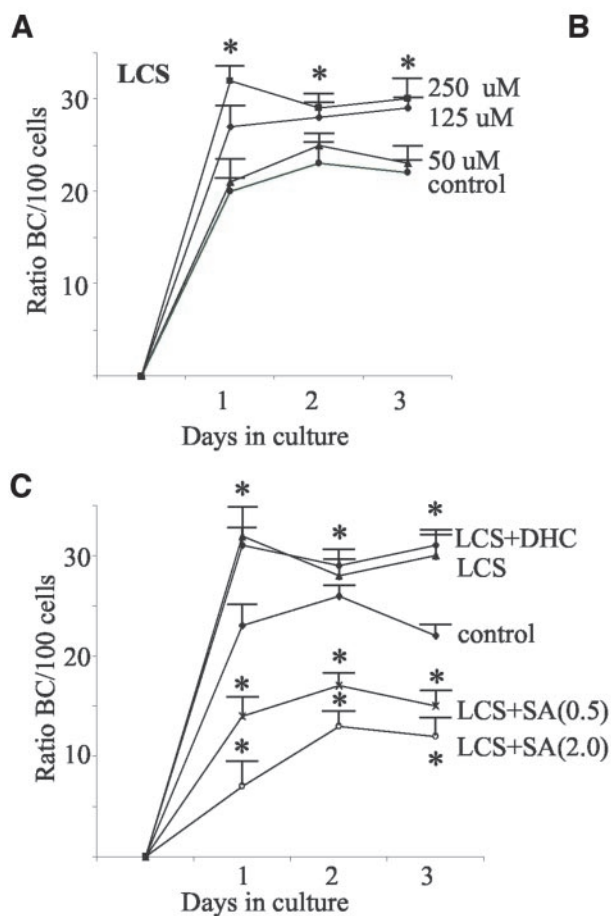 A
B
LCS
*
*
*
30
20
10
250 uM
125 uM
50 uM
control
Ratio BC/100 cells
1
2
3
Days in culture
C
*
*
*
30
20
10
LCS+DHC
LCS
control
*
*
*
LCS+SA(0.5)
*
*
LCS+SA(2.0)
*
Ratio BC/100 cells
1
2
3
Days in culture